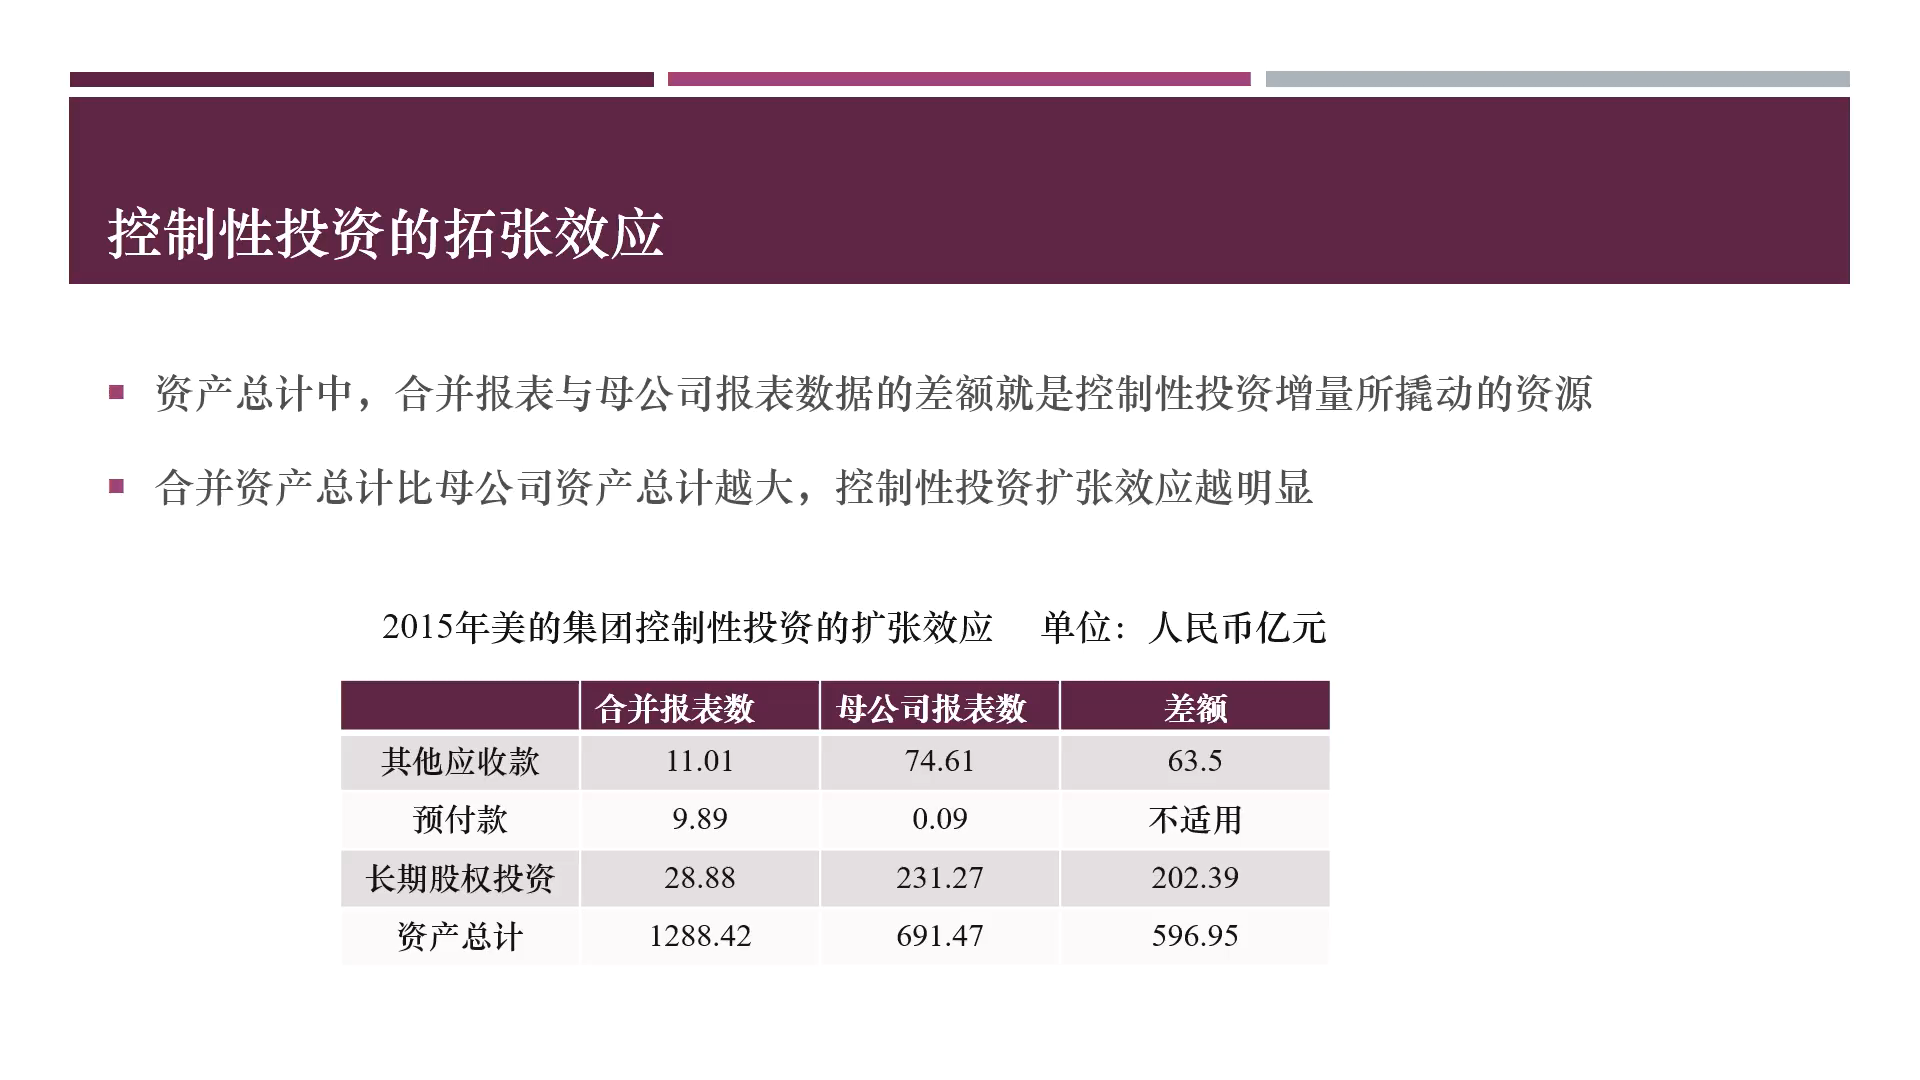 控制性投资的拓张效应
资产总计中，合并报表与母公司报表数据的差额就是控制性投资增量所撬动的资源
合并资产总计比母公司资产总计越大，控制性投资扩张效应越明显
2015年美的集团控制性投资的扩张效应 单位：人民币亿元
合并报表数 母公司报表数 差额
其他应收款 11.01 74.61 63.5
预付款 9.89 0.09 不适用
长期股权投资 28.88 231.27 202.39
资产总计 1288.42 691.47 596.95